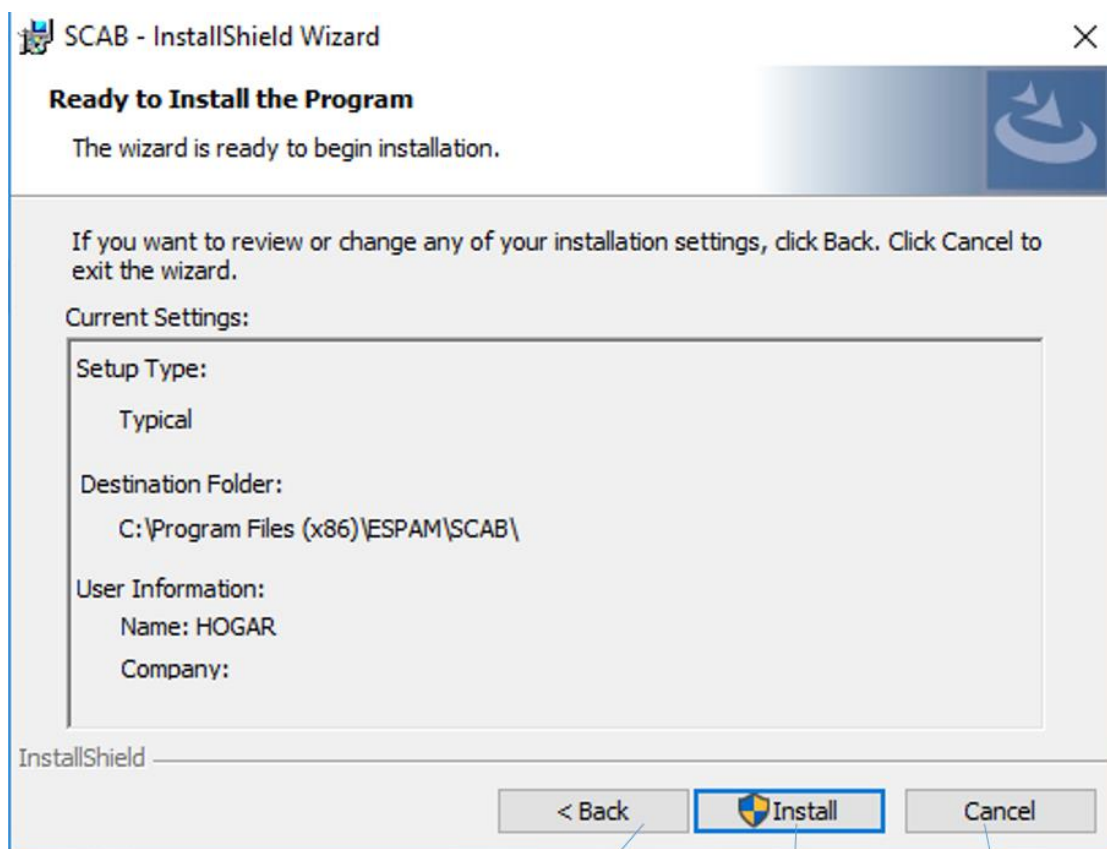 SCAB - InstallShield Wizard
Ready to Install the Program
The wizard is ready to begin installation.
If you want to review or change any of your installation settings, click Back. Click Cancel to
exit the wizard.
Current Settings:
Setup Type:
Typical
Destination Folder:
C:\Program Files (x86)\ESPAM\SCAB\
User Information:
Name: HOGAR
Company:
InstallShield
< Back
Install
Cancel